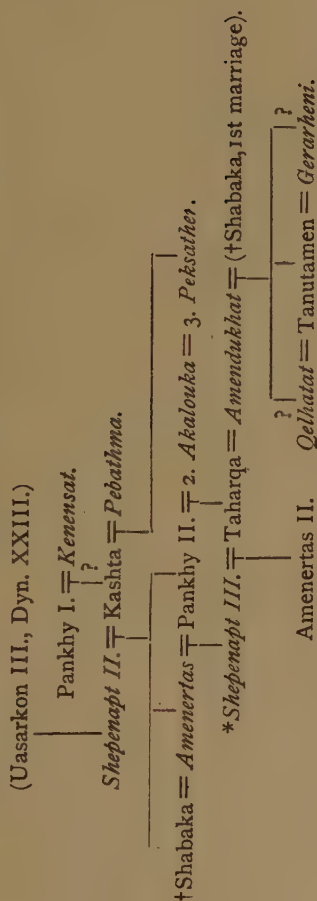 (Uasarkon III., Dyn. XXIII.)
Pankhy I. = Kenensat.
?
Shepenapt II. = Kashta = Pebathma.
†Shabaka = Amenertas = Pankhy II. = 2. Akalouka = 3. Peksather.
*Shepenapt III. = Taharqa = Amendukhat = (†Shabaka, 1st marriage).
? ?
Amenertas II. Qelhatat = Tanutamen = Gerarheni.